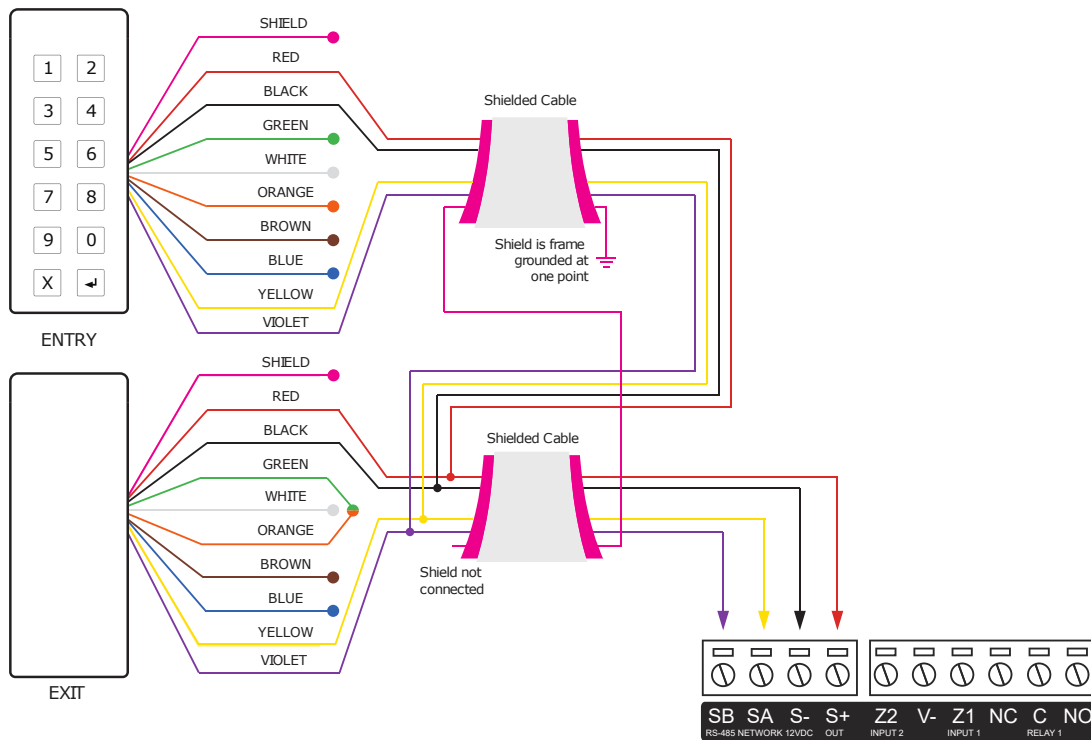 SHIELD
RED
BLACK
GREEN
WHITE
ORANGE
BROWN
BLUE
YELLOW
VIOLET
1 2
3 4
5 6
7 8
9 0
X ↵
ENTRY
Shielded Cable
Shield is frame
grounded at
one point
SHIELD
RED
BLACK
GREEN
WHITE
ORANGE
BROWN
BLUE
YELLOW
VIOLET
EXIT
Shielded Cable
Shield not
connected
SB SA S- S+ Z2 V- Z1 NC C NO
RS-485 NETWORK 12VDC OUT INPUT 2 INPUT 1 RELAY 1